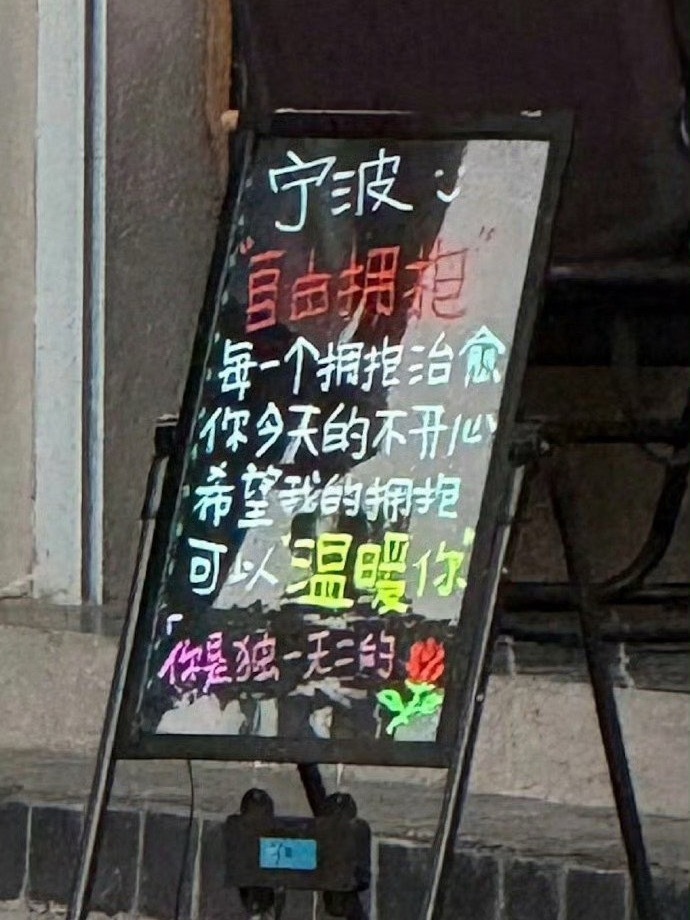 宁波
"自由拥抱"
每一个拥抱治愈
你今天的不开心
希望我的拥抱
可以"温暖你"
「你是独一无二的